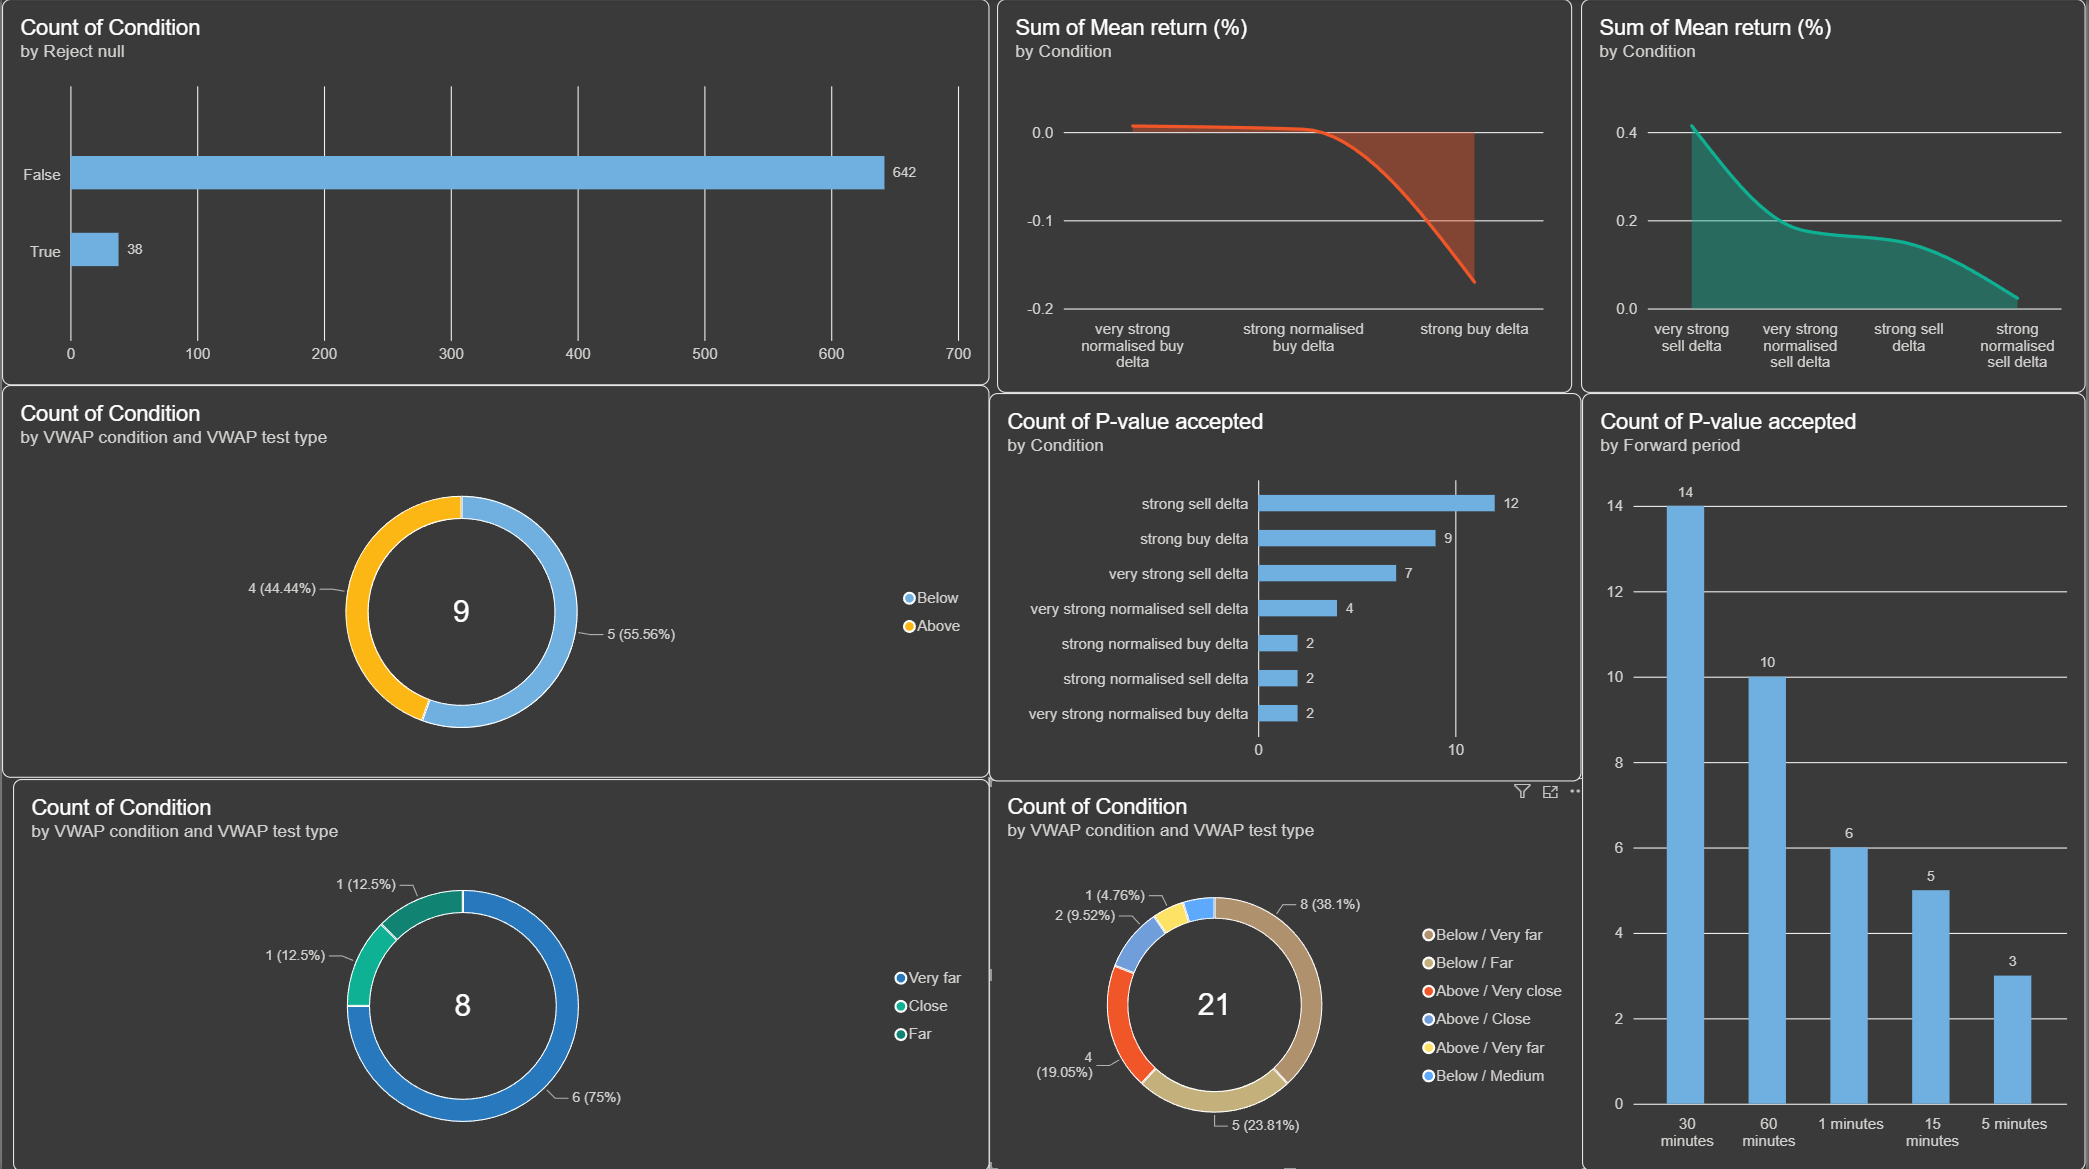 Count of Condition
by Reject null
False
642
True
38
0 100 200 300 400 500 600 700
Sum of Mean return (%)
by Condition
0.0
-0.1
-0.2
very strong
normalised buy
delta
strong normalised
buy delta
strong buy delta
Sum of Mean return (%)
by Condition
0.4
0.2
0.0
very strong
sell delta
very strong
normalised
sell delta
strong sell
delta
strong
normalised
sell delta
Count of Condition
by VWAP condition and VWAP test type
4 (44.44%)
9
5 (55.56%)
Below
Above
Count of P-value accepted
by Condition
strong sell delta 12
strong buy delta 9
very strong sell delta 7
very strong normalised sell delta 4
strong normalised buy delta 2
strong normalised sell delta 2
very strong normalised buy delta 2
0 10
Count of P-value accepted
by Forward period
14
12
10
8
6
4
2
0
14
10
6
5
3
30
minutes
60
minutes
1 minutes
15
minutes
5 minutes
Count of Condition
by VWAP condition and VWAP test type
1 (12.5%)
1 (12.5%)
8
6 (75%)
Very far
Close
Far
Count of Condition
by VWAP condition and VWAP test type
1 (4.76%)
2 (9.52%)
8 (38.1%)
21
4
(19.05%)
5 (23.81%)
Below / Very far
Below / Far
Above / Very close
Above / Close
Above / Very far
Below / Medium